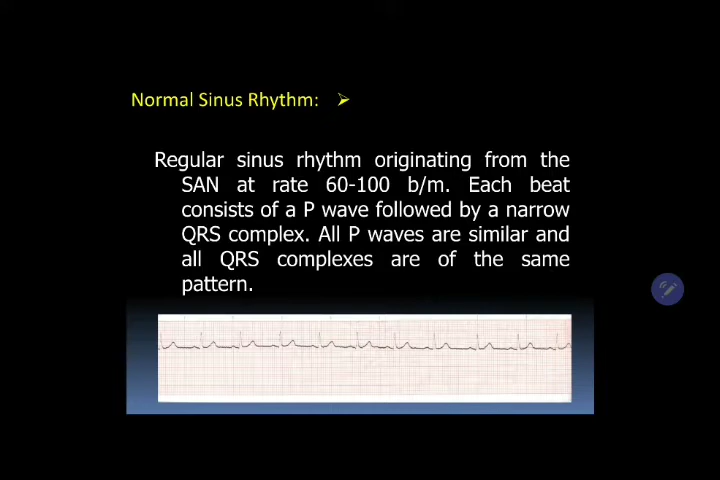 Normal Sinus Rhythm: ➢
Regular sinus rhythm originating from the
SAN at rate 60-100 b/m. Each beat
consists of a P wave followed by a narrow
QRS complex. All P waves are similar and
all QRS complexes are of the same
pattern.